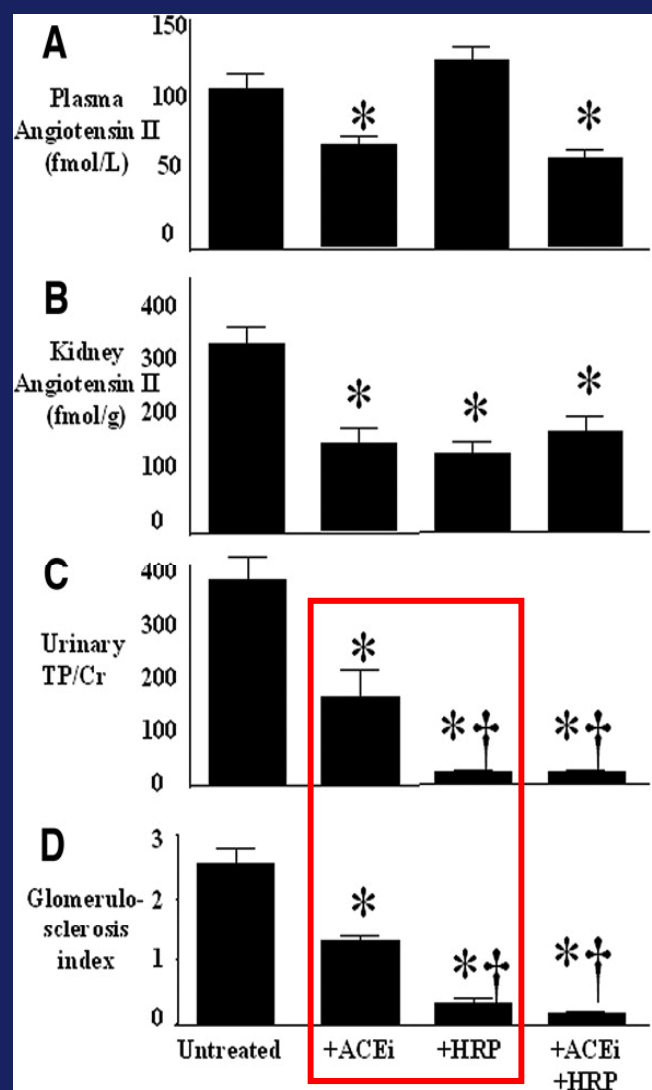 A
Plasma
Angiotensin II
(fmol/L)
150
100
50
0
*
*
B
Kidney
Angiotensin II
(fmol/g)
400
300
200
100
0
*
*
*
C
Urinary
TP/Cr
400
300
200
100
0
*
*‡
*‡
D
Glomerulo-
sclerosis
index
3
2
1
0
*
*‡
*‡
Untreated
+ACEi
+HRP
+ACEi
+HRP